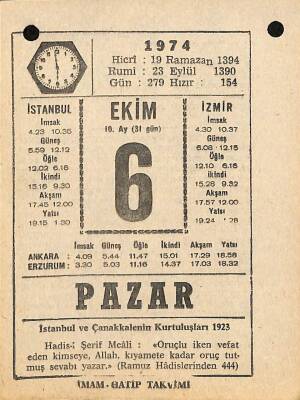 1974
Hicrî : 19 Ramazan 1394
Rumi : 23 Eylül 1390
Gün : 279 Hızır : 154
İSTANBUL
İmsak
4.23 10.35
Güneş
5.59 12.12
Öğle
12.02 6.16
İkindi
15.16 9.30
Akşam
17.45 12.00
Yatsı
19.15 1.30
EKİM
10. Ay (31 gün)
6
İZMİR
İmsak
4.30 10.37
Güneş
6.08 12.15
Öğle
12.10 6.16
İkindi
15.28 9.32
Akşam
17.57 12.00
Yatsı
19.24 1.28
İmsak Güneş Öğle İkindi Akşam Yatsı
ANKARA : 4.09 5.44 11.47 15.01 17.29 18.58
ERZURUM : 3.30 5.03 11.16 14.37 17.03 18.32
PAZAR
İstanbul ve Çanakkalenin Kurtuluşları 1923
Hadis-i Şerif Meâli : «Oruçlu iken vefat
eden kimseye, Allah, kıyamete kadar oruç tut-
muş sevabı yazar.» (Ramuz Hâdislerinden 444)
İMAM - HATİP TAKVİMİ